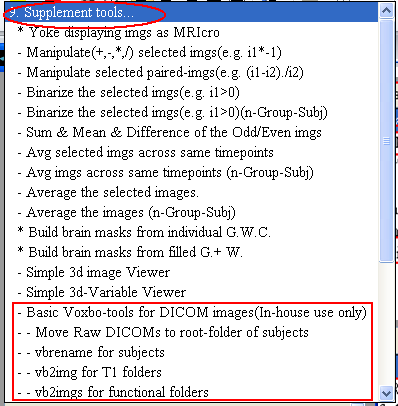 9. Supplement tools...
* Yoke displaying imgs as MRIcro
- Manipulate(+,-,*,/) selected imgs(e.g. i1*-1)
- Manipulate selected paired-imgs(e.g. (i1-i2)./i2)
- Binarize the selected imgs(e.g. i1>0)
- Binarize the selected imgs(e.g. i1>0)(n-Group-Subj)
- Sum & Mean & Difference of the Odd/Even imgs
- Avg selected imgs across same timepoints
- Avg imgs across same timepoints (n-Group-Subj)
- Average the selected images.
- Average the images (n-Group-Subj)
* Build brain masks from individual G.W.C.
* Build brain masks from filled G.+ W.
- Simple 3d image Viewer
- Simple 3d-Variable Viewer
- Basic Voxbo-tools for DICOM images(In-house use only)
- - Move Raw DICOMs to root-folder of subjects
- - vbrename for subjects
- - vb2img for T1 folders
- - vb2imgs for functional folders